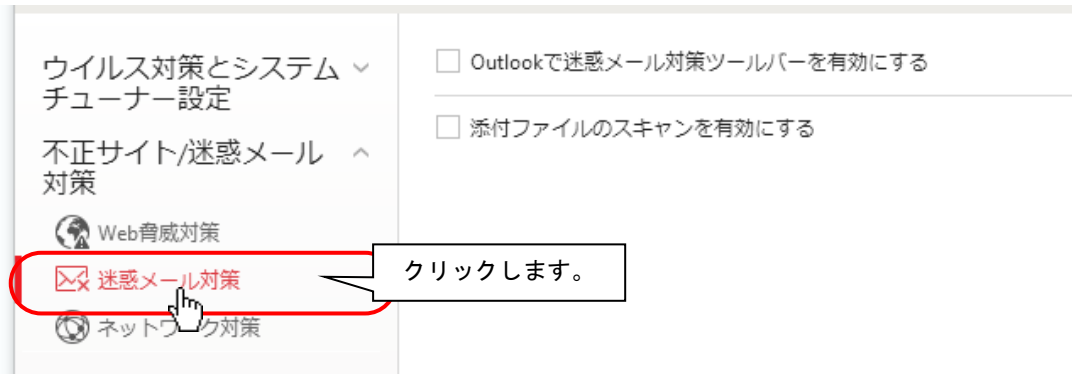 ウイルス対策とシステム
チューナー設定
不正サイト/迷惑メール
対策
Web脅威対策
迷惑メール対策
ネットワーク対策
Outlookで迷惑メール対策ツールバーを有効にする
添付ファイルのスキャンを有効にする
クリックします。